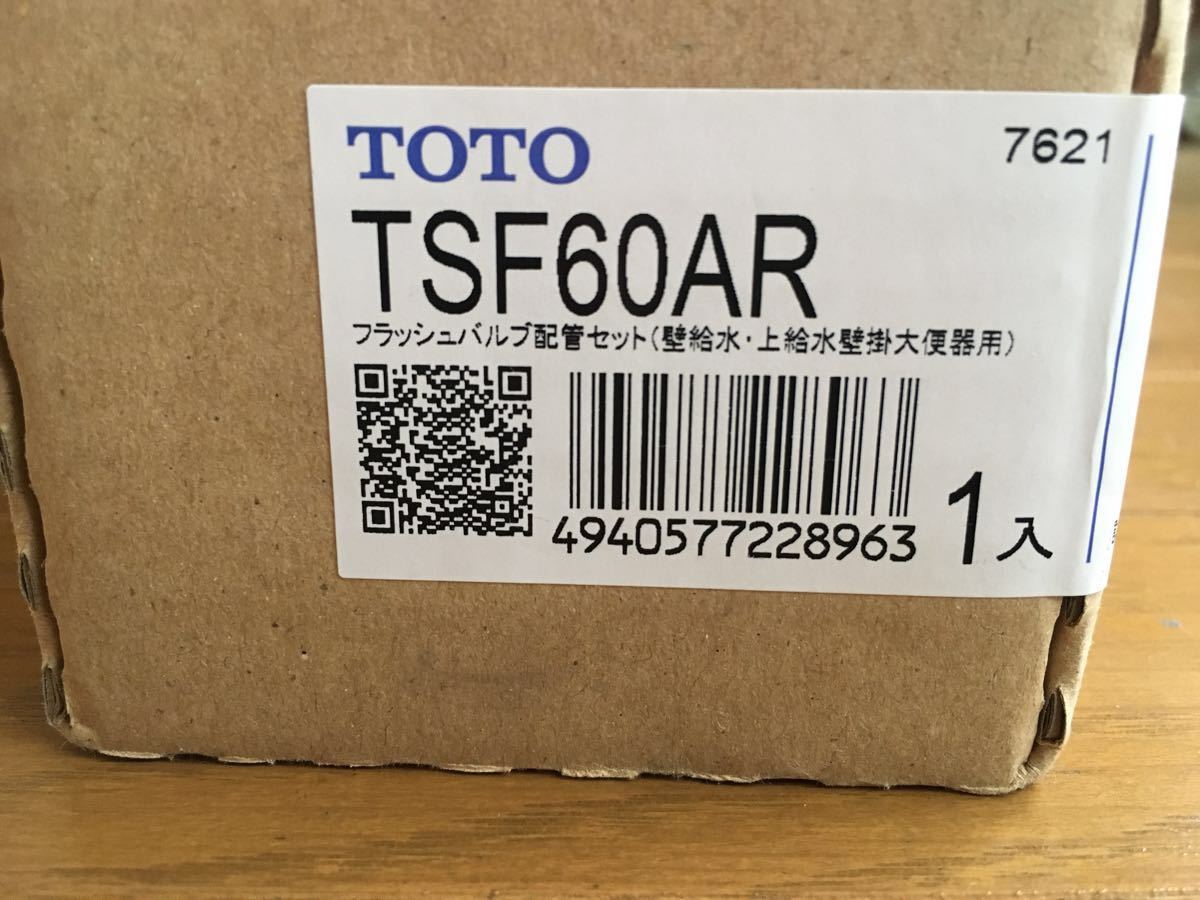 TOTO
7621
TSF60AR
フラッシュバルブ配管セット(壁給水・上給水壁掛大便器用)
4940577228963
1入